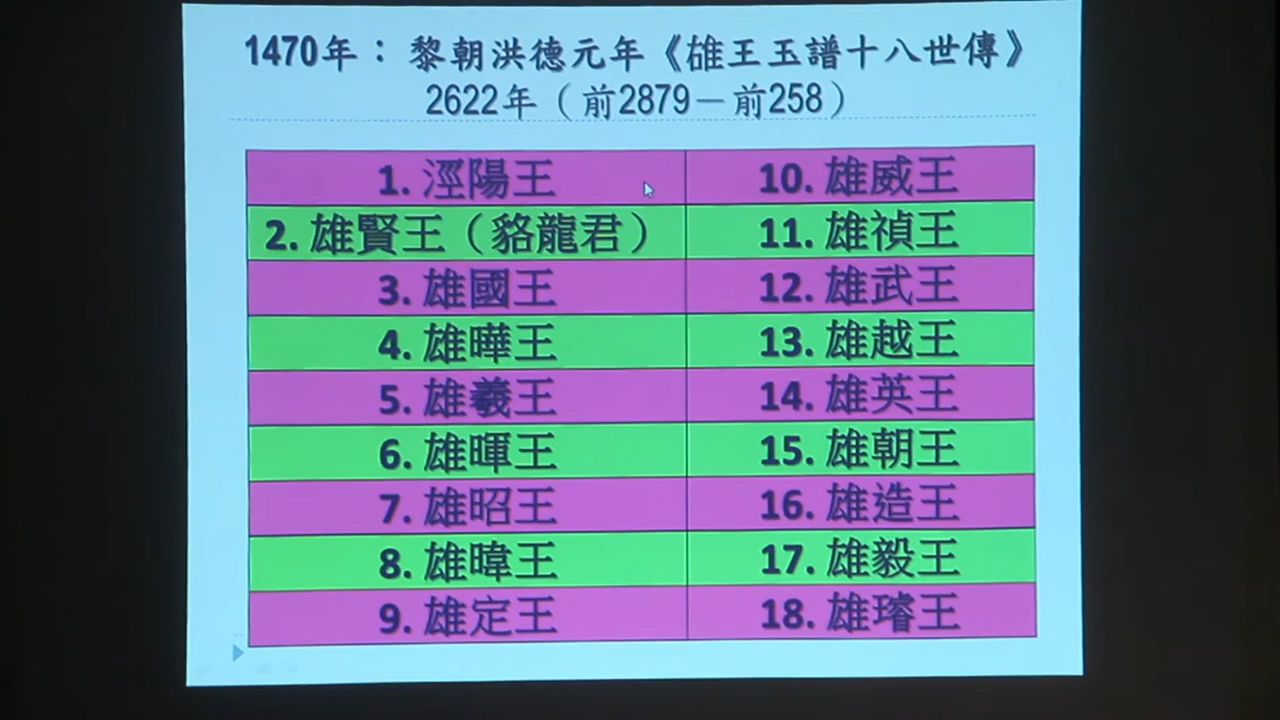 1470年：黎朝洪德元年《雄王玉譜十八世傳》
2622年（前2879－前258）
1. 涇陽王
2. 雄賢王（貉龍君）
3. 雄國王
4. 雄曄王
5. 雄羲王
6. 雄暉王
7. 雄昭王
8. 雄暐王
9. 雄定王
10. 雄威王
11. 雄禎王
12. 雄武王
13. 雄越王
14. 雄英王
15. 雄朝王
16. 雄造王
17. 雄毅王
18. 雄璿王